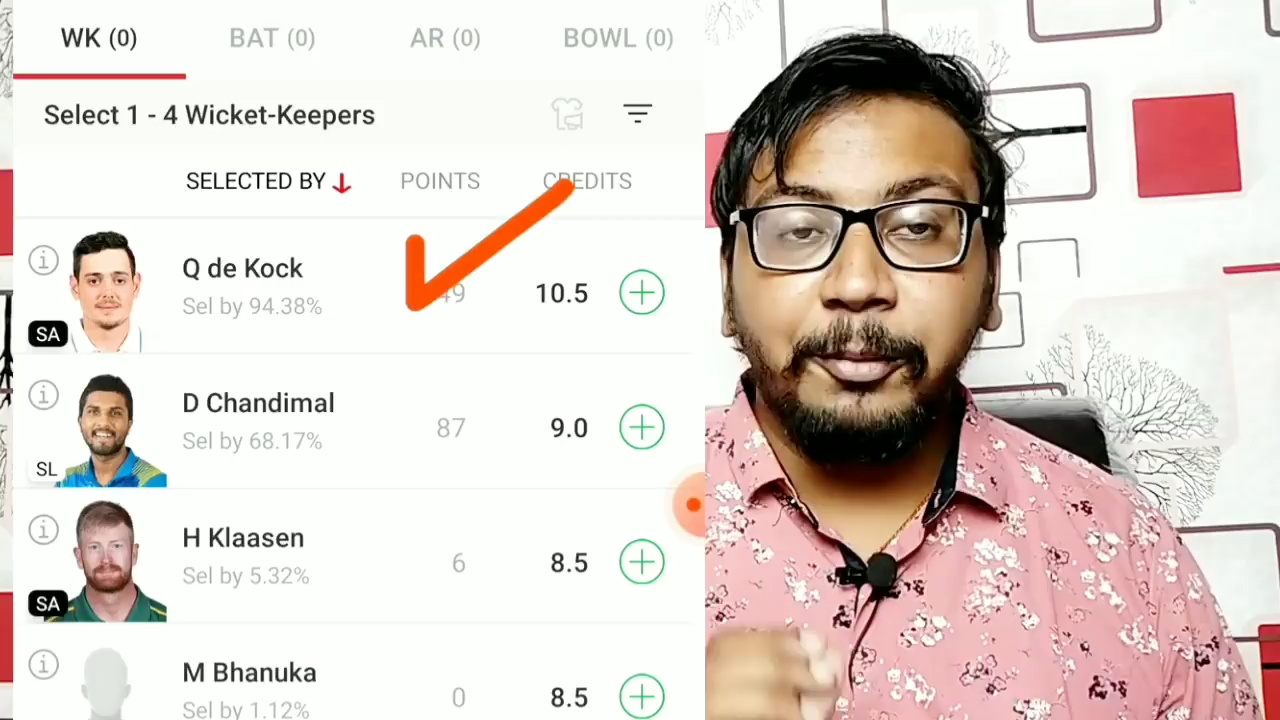 WK (0) BAT (0) AR (0) BOWL (0)
Select 1 - 4 Wicket-Keepers
SELECTED BY POINTS CREDITS
Q de Kock
Sel by 94.38%
10.5
SA
D Chandimal
Sel by 68.17%
87 9.0
SL
H Klaasen
Sel by 5.32%
6 8.5
SA
M Bhanuka
Sel by 1.12%
0 8.5